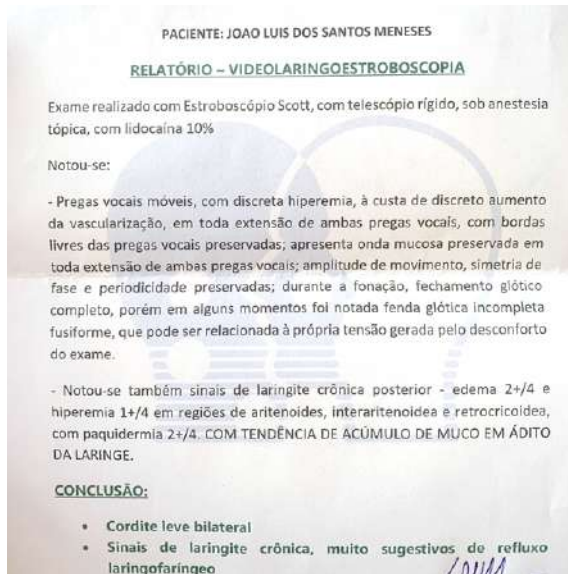 PACIENTE: JOAO LUIS DOS SANTOS MENESES
RELATÓRIO – VIDEOLARINGOESTROBOSCOPIA
Exame realizado com Estroboscópio Scott, com telescópio rígido, sob anestesia
tópica, com lidocaína 10%
Notou-se:
- Pregas vocais móveis, com discreta hiperemia, à custa de discreto aumento
da vascularização, em toda extensão de ambas pregas vocais, com bordas
livres das pregas vocais preservadas; apresenta onda mucosa preservada em
toda extensão de ambas pregas vocais; amplitude de movimento, simetria de
fase e periodicidade preservadas; durante a fonação, fechamento glótico
completo, porém em alguns momentos foi notada fenda glótica incompleta
fusiforme, que pode ser relacionada à própria tensão gerada pelo desconforto
do exame.
- Notou-se também sinais de laringite crônica posterior - edema 2+/4 e
hiperemia 1+/4 em regiões de aritenoides, interaritenoidea e retrocricoidea,
com paquidermia 2+/4. COM TENDÊNCIA DE ACÚMULO DE MUCO EM ÁDITO
DA LARINGE.
CONCLUSÃO:
• Cordite leve bilateral
• Sinais de laringite crônica, muito sugestivos de refluxo
laringofaríngeo